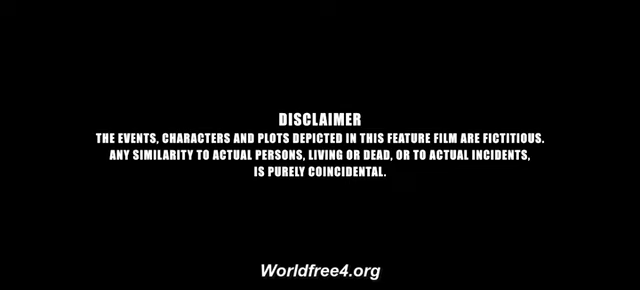 DISCLAIMER
THE EVENTS, CHARACTERS AND PLOTS DEPICTED IN THIS FEATURE FILM ARE FICTITIOUS.
ANY SIMILARITY TO ACTUAL PERSONS, LIVING OR DEAD, OR TO ACTUAL INCIDENTS,
IS PURELY COINCIDENTAL.
Worldfree4.org